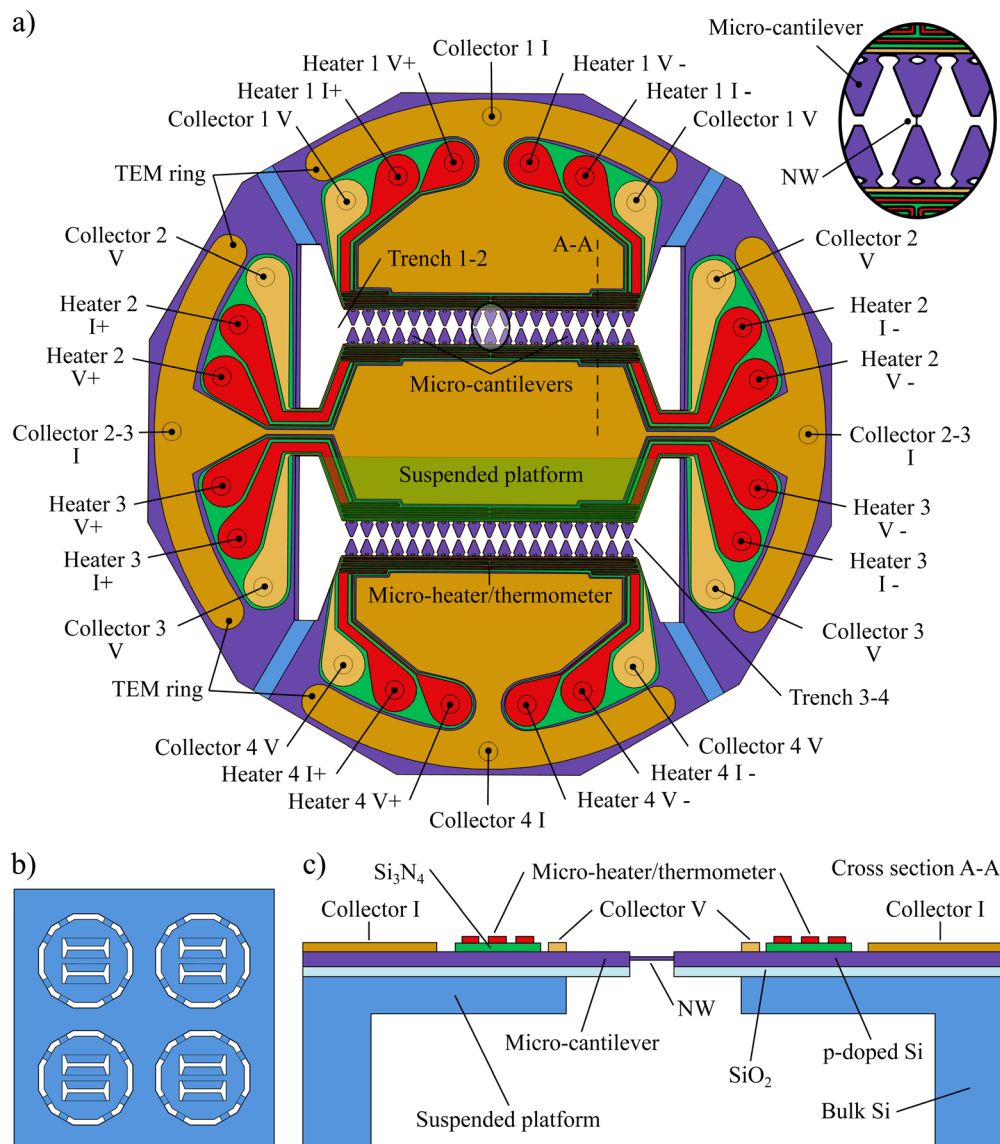 a)
Collector 1 I
Micro-cantilever
Heater 1 V+
Heater 1 V -
Heater 1 I+
Heater 1 I -
Collector 1 V
Collector 1 V
TEM ring
NW
Collector 2
V
Trench 1-2
A-A
Collector 2
V
Heater 2
I+
Heater 2
I -
Heater 2
V+
Micro-cantilevers
Heater 2
V -
Collector 2-3
I
Collector 2-3
I
Suspended platform
Heater 3
V+
Heater 3
V -
Heater 3
I+
Heater 3
I -
Micro-heater/thermometer
Collector 3
V
Collector 3
V
TEM ring
Trench 3-4
Collector 4 V
Collector 4 V
Heater 4 I+
Heater 4 I -
Heater 4 V+
Heater 4 V -
Collector 4 I
b)
c)
Si₃N₄
Micro-heater/thermometer
Cross section A-A
Collector I
Collector V
Collector I
NW
Micro-cantilever
p-doped Si
SiO₂
Suspended platform
Bulk Si